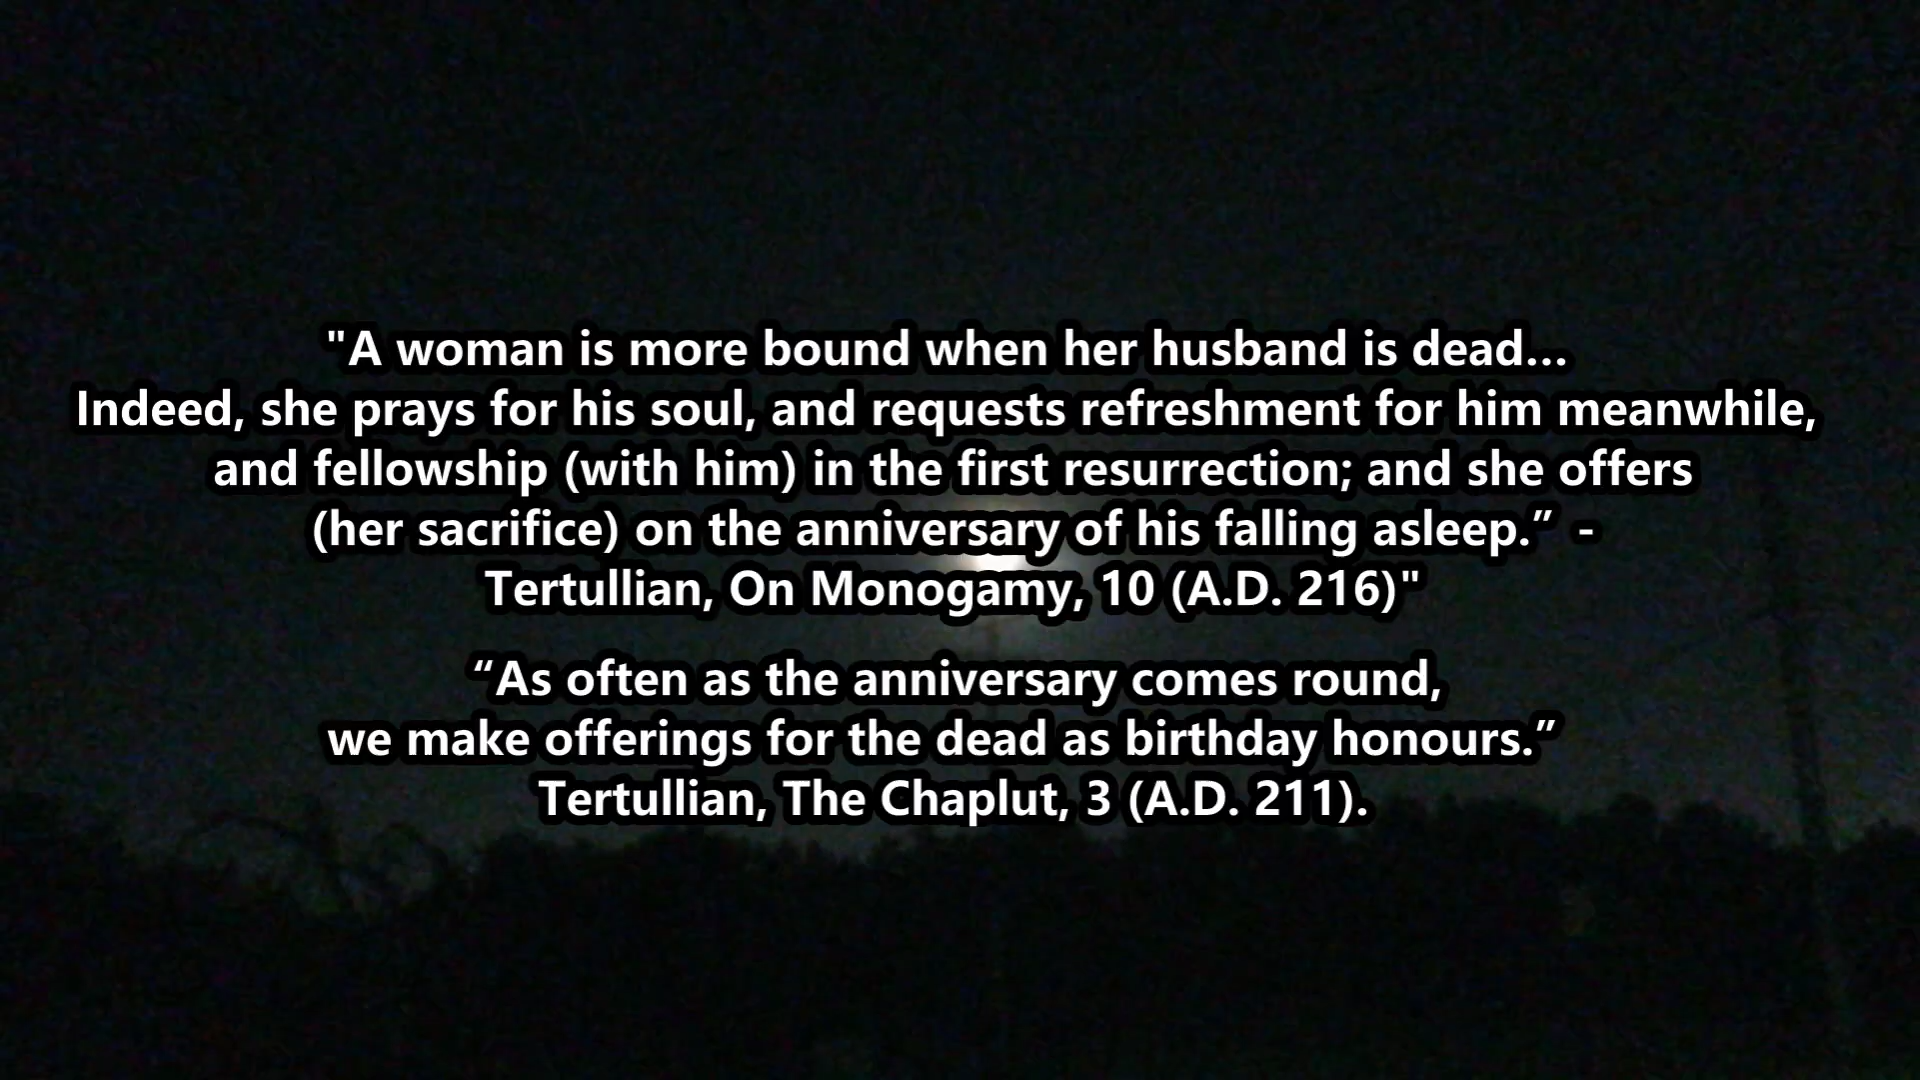 "A woman is more bound when her husband is dead...
Indeed, she prays for his soul, and requests refreshment for him meanwhile,
and fellowship (with him) in the first resurrection; and she offers
(her sacrifice) on the anniversary of his falling asleep.” -
Tertullian, On Monogamy, 10 (A.D. 216)"
“As often as the anniversary comes round,
we make offerings for the dead as birthday honours.”
Tertullian, The Chaplut, 3 (A.D. 211).